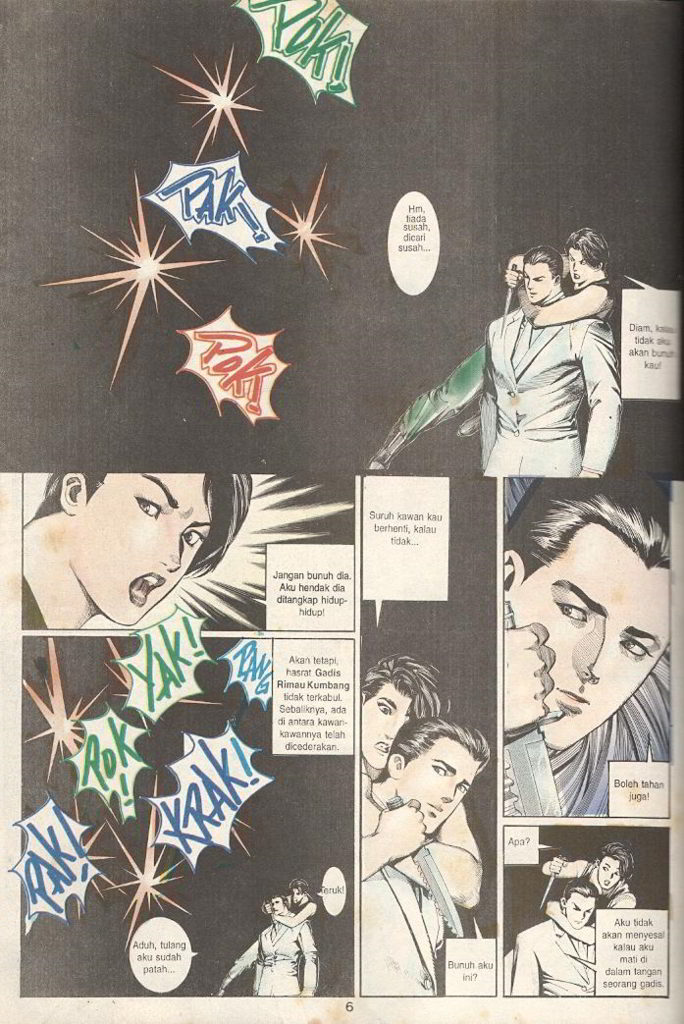 POK!
PAK!
POK!
Hm,
tiada
susah,
dicari
susah...
Diam, kalau
tidak aku
akan bunuh
kau!
Jangan bunuh dia.
Aku hendak dia
ditangkap hidup-
hidup!
Suruh kawan kau
berhenti, kalau
tidak...
Boleh tahan
juga!
YAK!
PANG
POK!
KRAK!
PAK!
Akan tetapi,
hasrat Gadis
Rimau Kumbang
tidak terkabul.
Sebaliknya, ada
di antara kawan-
kawannya telah
dicederakan.
Teruk!
Aduh, tulang
aku sudah
patah...
Bunuh aku
ini?
Apa?
Aku tidak
akan menyesal
kalau aku
mati di
dalam tangan
seorang gadis.
6